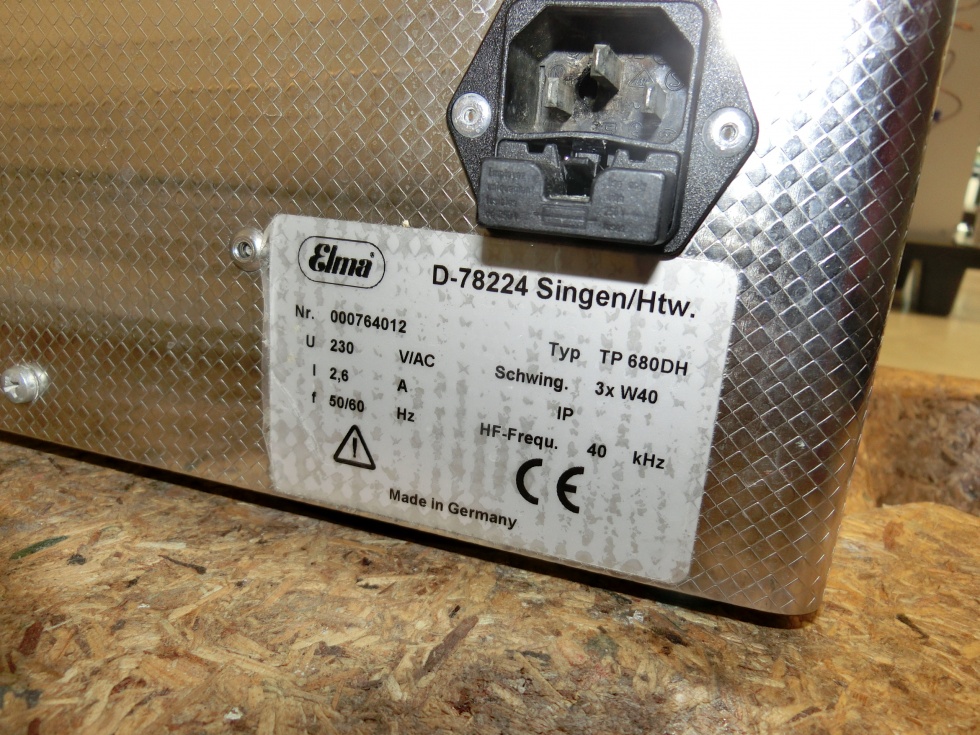 Elma
D-78224 Singen/Htw.
Nr. 000764012
U 230 V/AC Typ TP 680DH
I 2,6 A Schwing. 3x W40
f 50/60 Hz IP
HF-Frequ. 40 kHz
CE
Made in Germany